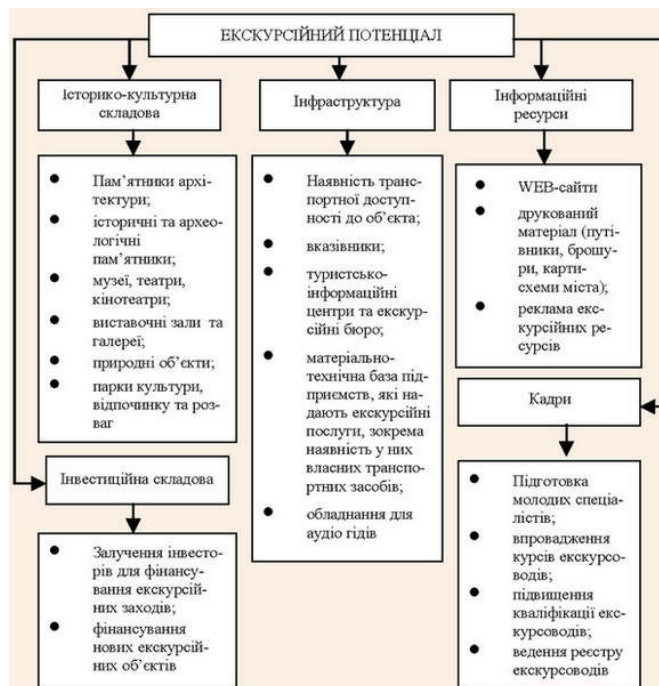 ЕКСКУРСІЙНИЙ ПОТЕНЦІАЛ
Історико-культурна
складова
Пам’ятники архі-
тектури;
історичні та архео-
логічні
пам’ятники;
музеї, театри,
кінотеатри;
виставочні зали та
галереї;
природні об’єкти;
парки культури,
відпочинку та роз-
ваг
Інвестиційна складова
Залучення інвесто-
рів для фінансу-
вання екскурсій-
них заходів;
фінансування
нових екскурсій-
них об’єктів
Інфраструктура
Наявність транс-
портної доступ-
ності до об’єкта;
вказівники;
туристсько-
інформаційні
центри та екскур-
сійні бюро;
матеріально-
технічна база під-
приємств, які на-
дають екскурсійні
послуги, зокрема
наявність у них
власних транспор-
тних засобів;
обладнання для
аудіо гідів
Інформаційні
ресурси
WEB-сайти
друкований
матеріал (путі-
вники, брошу-
ри, карти-
схеми міста);
реклама екс-
курсійних ре-
сурсів
Кадри
Підготовка
молодих спеціа-
лістів;
впровадження
курсів екскурсо-
водів;
підвищення
кваліфікації екс-
курсоводів;
ведення реєстру
екскурсоводів